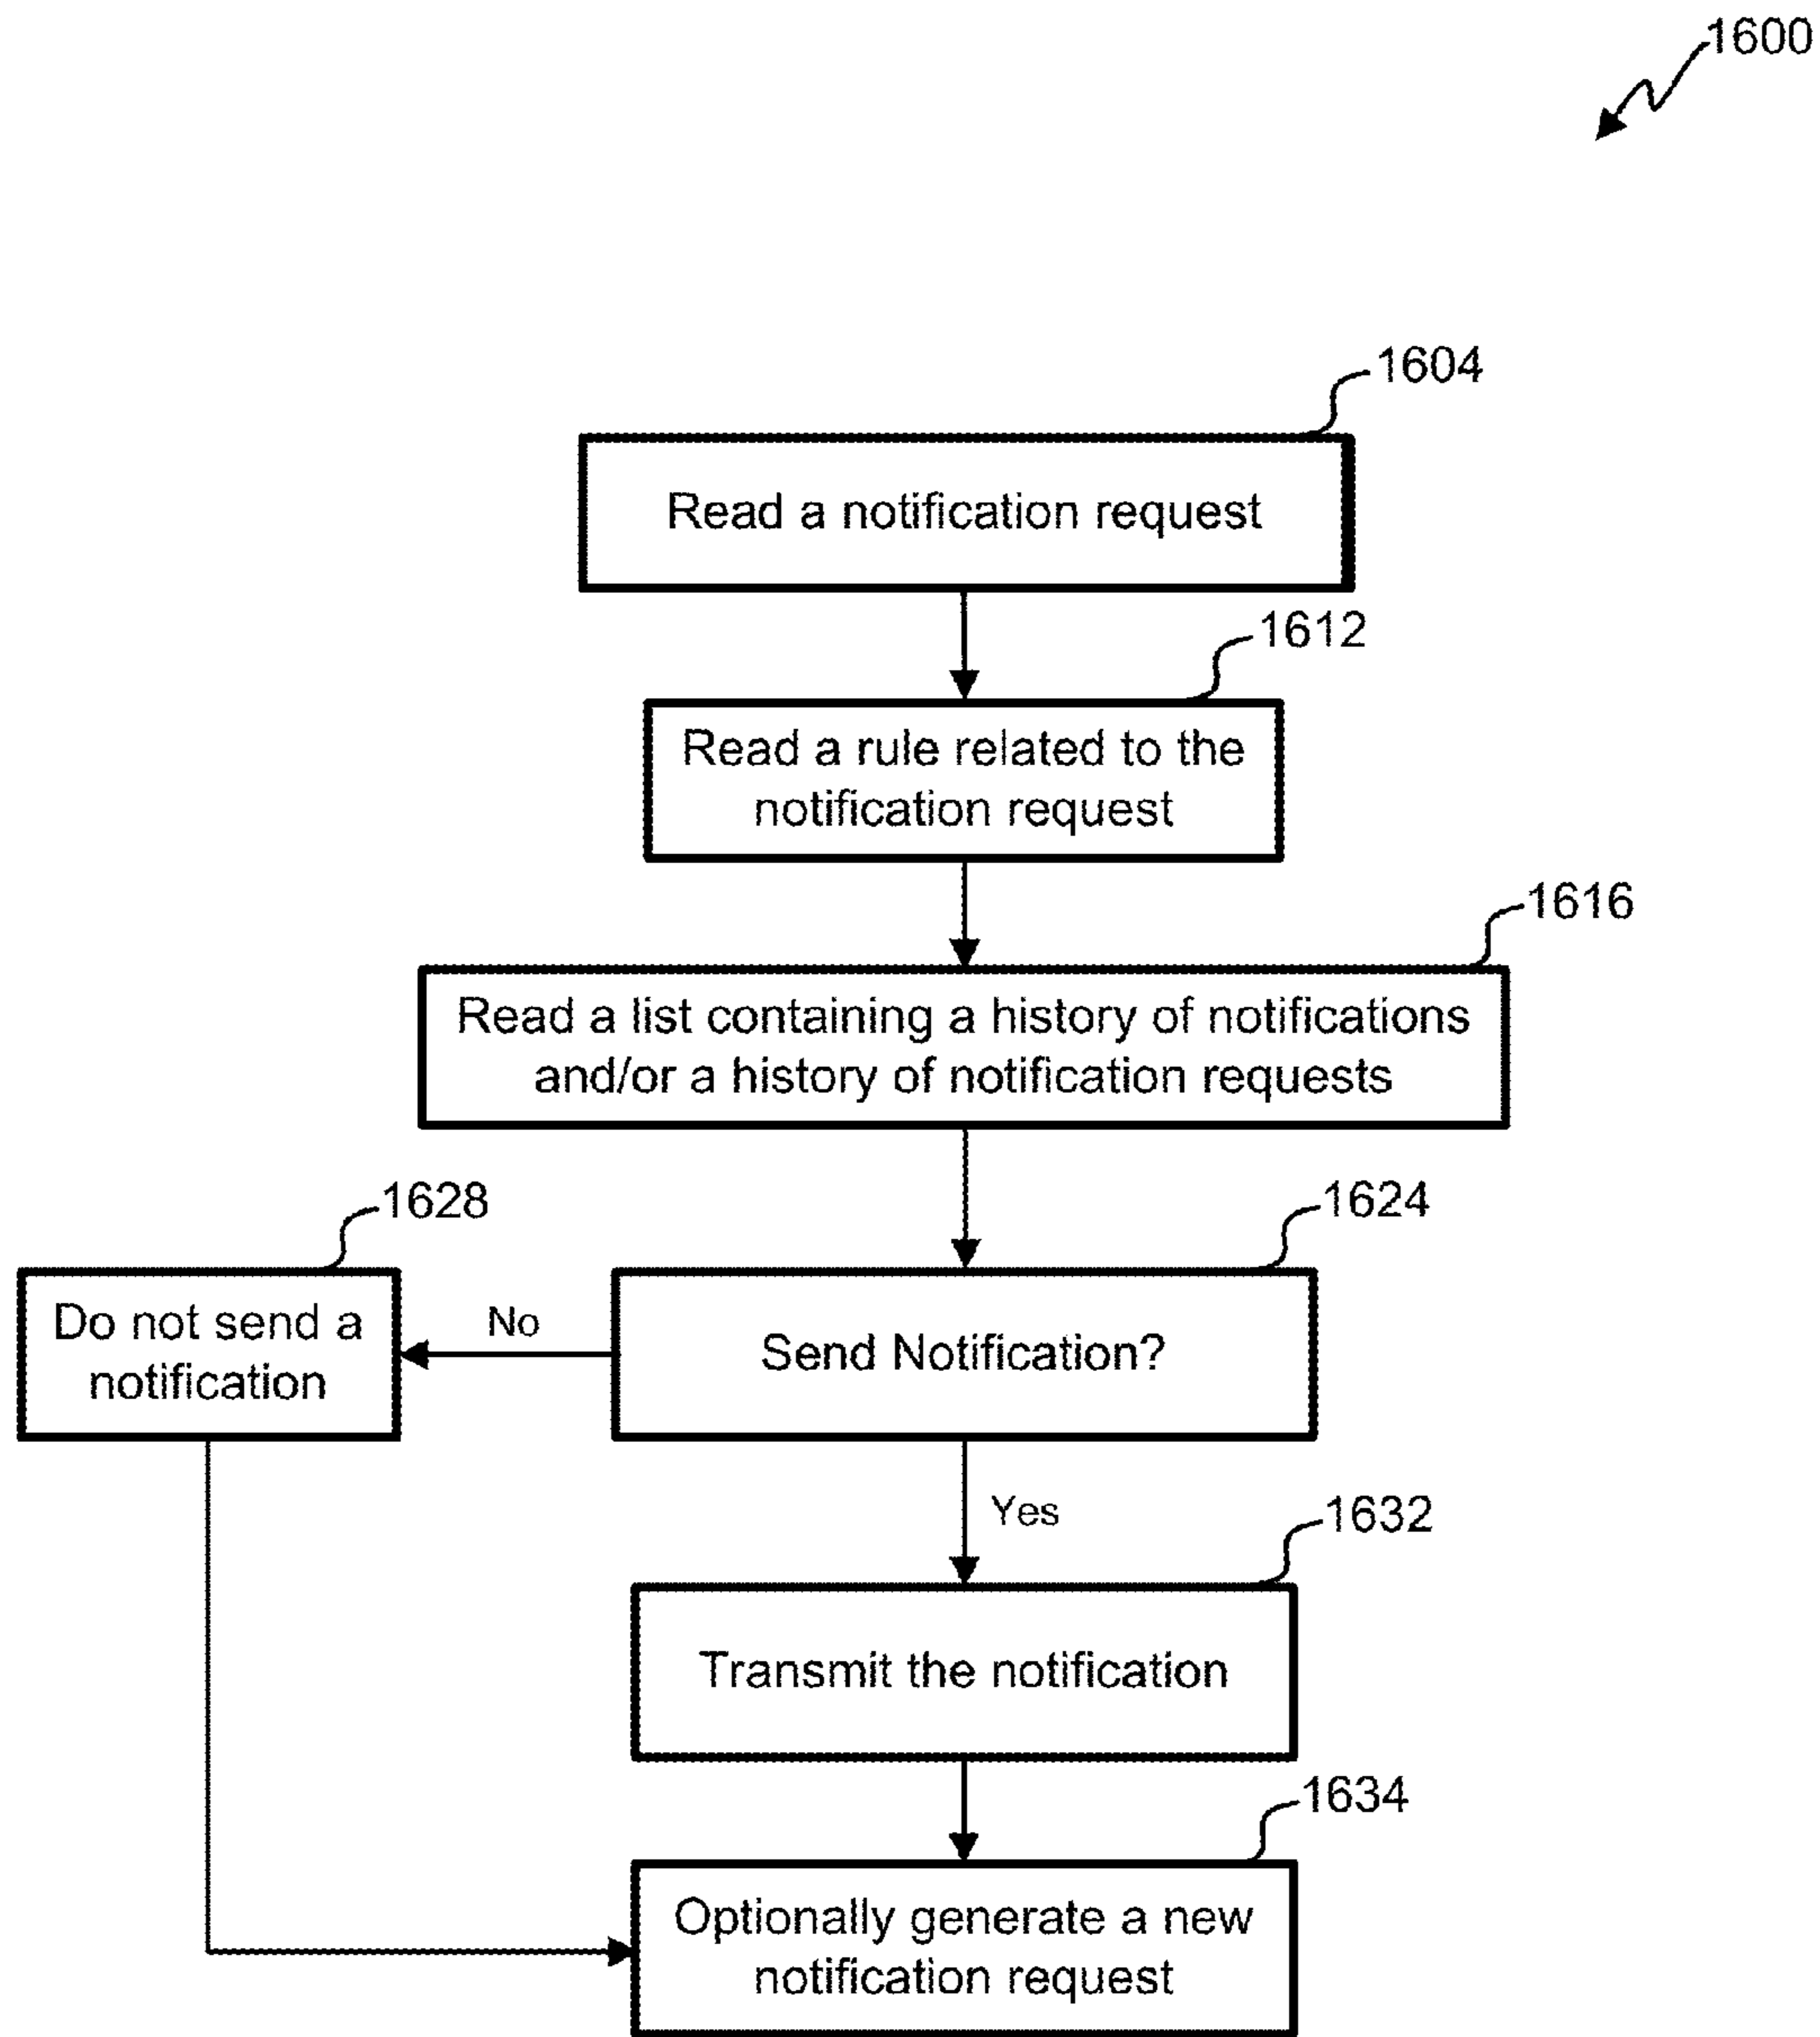 1600
1604
Read a notification request
1612
Read a rule related to the
notification request
1616
Read a list containing a history of notifications
and/or a history of notification requests
1628
1624
Do not send a
notification
No
Send Notification?
Yes
1632
Transmit the notification
1634
Optionally generate a new
notification request